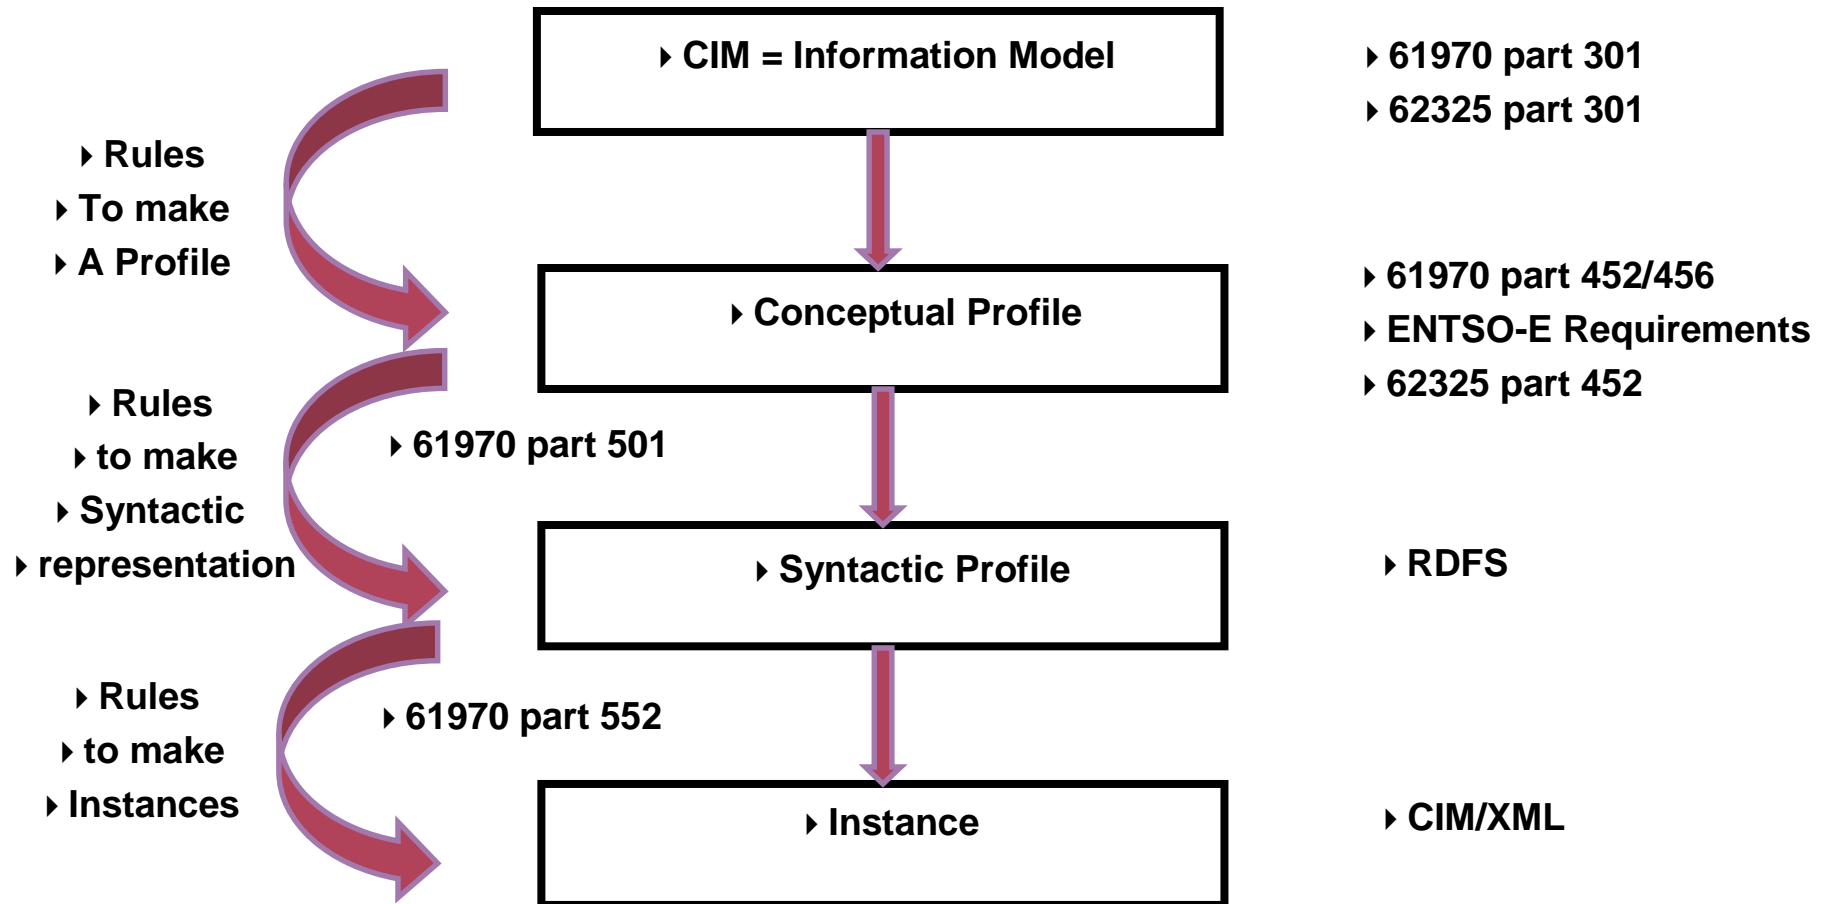 ‣ CIM = Information Model
‣ 61970 part 301
‣ 62325 part 301
‣ Rules
‣ To make
‣ A Profile
‣ Conceptual Profile
‣ 61970 part 452/456
‣ ENTSO-E Requirements
‣ 62325 part 452
‣ Rules
‣ to make
‣ Syntactic
‣ representation
‣ 61970 part 501
‣ Syntactic Profile
‣ RDFS
‣ Rules
‣ to make
‣ Instances
‣ 61970 part 552
‣ Instance
‣ CIM/XML